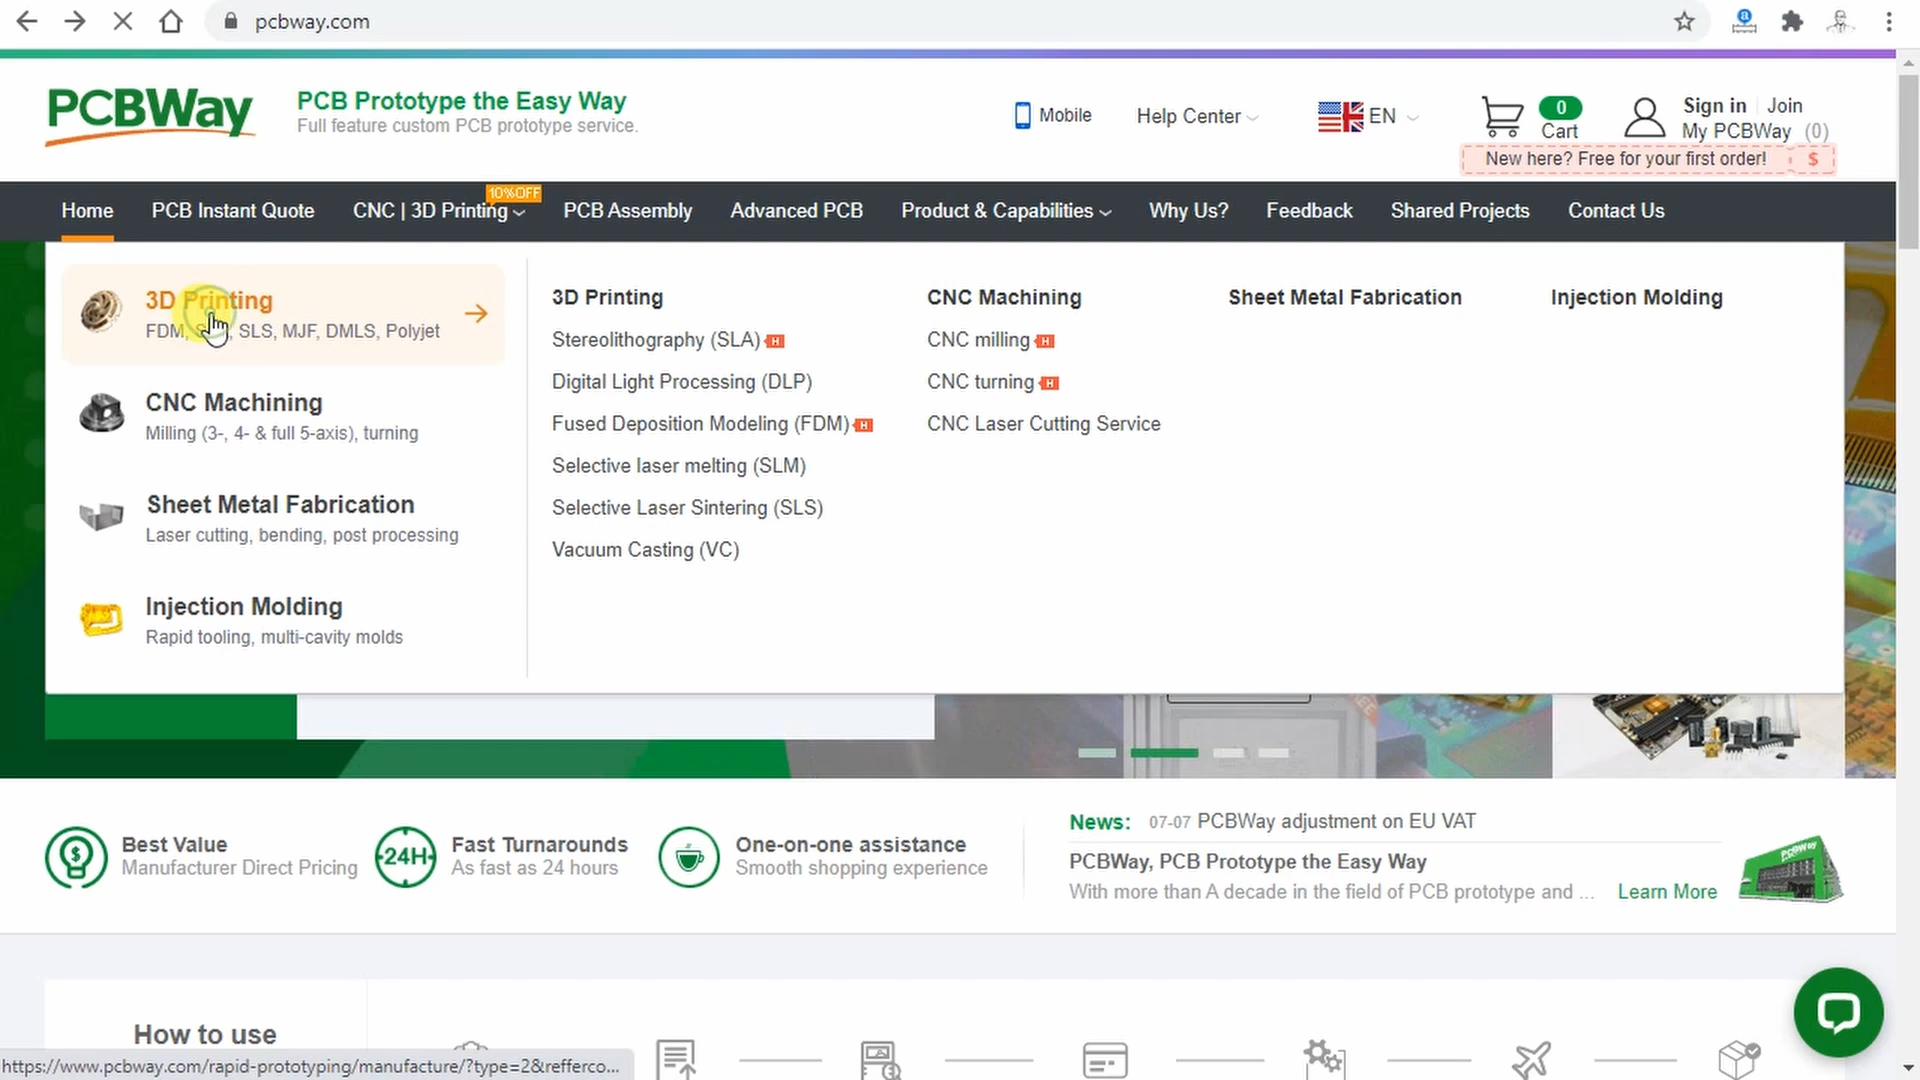 pcbway.com
PCBWay
PCB Prototype the Easy Way
Full feature custom PCB prototype service.
Mobile
Help Center
EN
0
Cart
Sign in
Join
My PCBWay (0)
New here? Free for your first order! $
10%OFF
Home
PCB Instant Quote
CNC | 3D Printing
PCB Assembly
Advanced PCB
Product & Capabilities
Why Us?
Feedback
Shared Projects
Contact Us
3D Printing
FDM, SLS, MJF, DMLS, Polyjet
CNC Machining
Milling (3-, 4- & full 5-axis), turning
Sheet Metal Fabrication
Laser cutting, bending, post processing
Injection Molding
Rapid tooling, multi-cavity molds
3D Printing
Stereolithography (SLA) H
Digital Light Processing (DLP)
Fused Deposition Modeling (FDM) H
Selective laser melting (SLM)
Selective Laser Sintering (SLS)
Vacuum Casting (VC)
CNC Machining
CNC milling H
CNC turning H
CNC Laser Cutting Service
Sheet Metal Fabrication
Injection Molding
Best Value
Manufacturer Direct Pricing
24H
Fast Turnarounds
As fast as 24 hours
One-on-one assistance
Smooth shopping experience
News: 07-07 PCBWay adjustment on EU VAT
PCBWay, PCB Prototype the Easy Way
With more than A decade in the field of PCB prototype and ... Learn More
How to use
https://www.pcbway.com/rapid-prototyping/manufacture/?type=2&refferco...